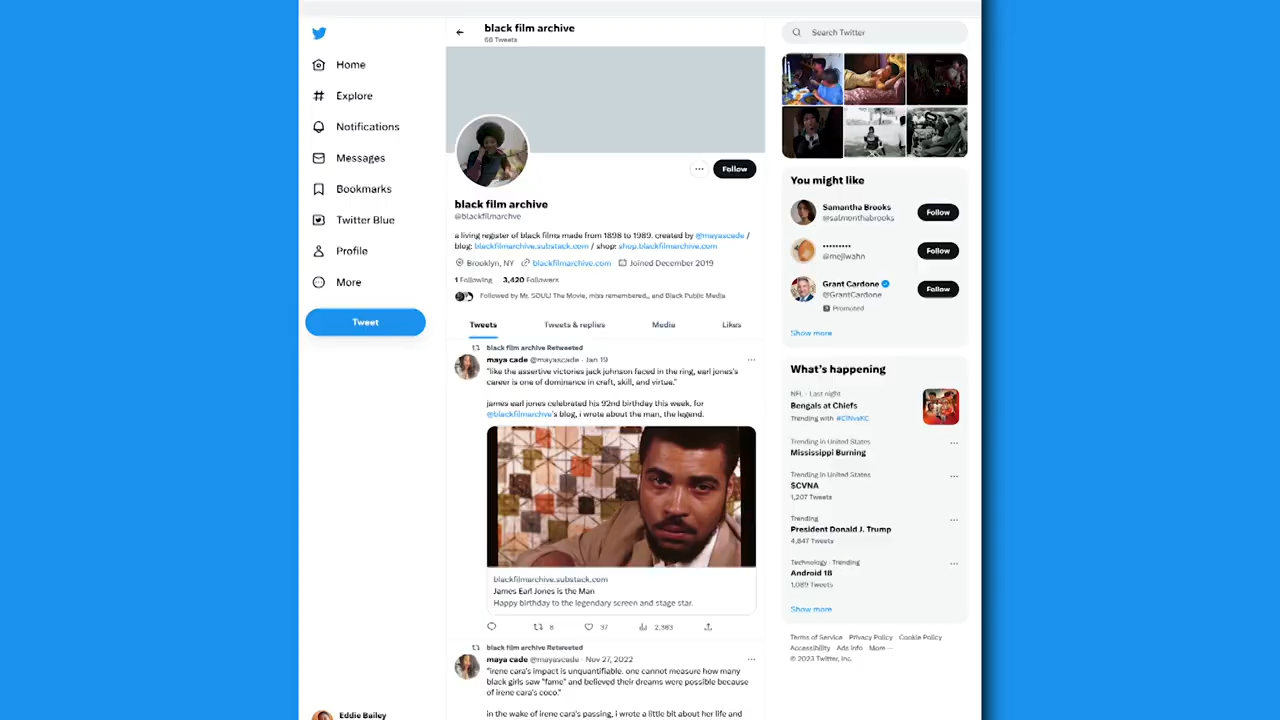 Home
Explore
Notifications
Messages
Bookmarks
Twitter Blue
Profile
More
Tweet
Eddie Bailey
black film archive
68 Tweets
Follow
black film archive
@blackfilmarchve
a living register of black films made from 1898 to 1989. created by @mayascade /
blog: blackfilmarchive.substack.com / shop: shop.blackfilmarchive.com
Brooklyn, NY blackfilmarchive.com Joined December 2019
1 Following 3,420 Followers
Followed by Mr. SOUL! The Movie, miss remembered,, and Black Public Media
Tweets Tweets & replies Media Likes
black film archive Retweeted
maya cade @mayascade · Jan 19
"like the assertive victories jack johnson faced in the ring, earl jones's
career is one of dominance in craft, skill, and virtue."
james earl jones celebrated his 92nd birthday this week, for
@blackfilmarchve's blog, i wrote about the man, the legend.
blackfilmarchive.substack.com
James Earl Jones is the Man
Happy birthday to the legendary screen and stage star.
8 37 2,383
black film archive Retweeted
maya cade @mayascade · Nov 27, 2022
"irene cara's impact is unquantifiable. one cannot measure how many
black girls saw "fame" and believed their dreams were possible because
of irene cara's coco."
in the wake of irene cara's passing, i wrote a little bit about her life and
Search Twitter
You might like
Samantha Brooks
@salmonthabrooks
Follow
•••••••••
@mejiwahn
Follow
Grant Cardone
@GrantCardone
Follow
Promoted
Show more
What's happening
NFL · Last night
Bengals at Chiefs
Trending with #CINvsKC
Trending in United States
Mississippi Burning
Trending in United States
$CVNA
1,207 Tweets
Trending
President Donald J. Trump
4,847 Tweets
Technology · Trending
Android 18
1,089 Tweets
Show more
Terms of Service Privacy Policy Cookie Policy
Accessibility Ads info More ···
© 2023 Twitter, Inc.